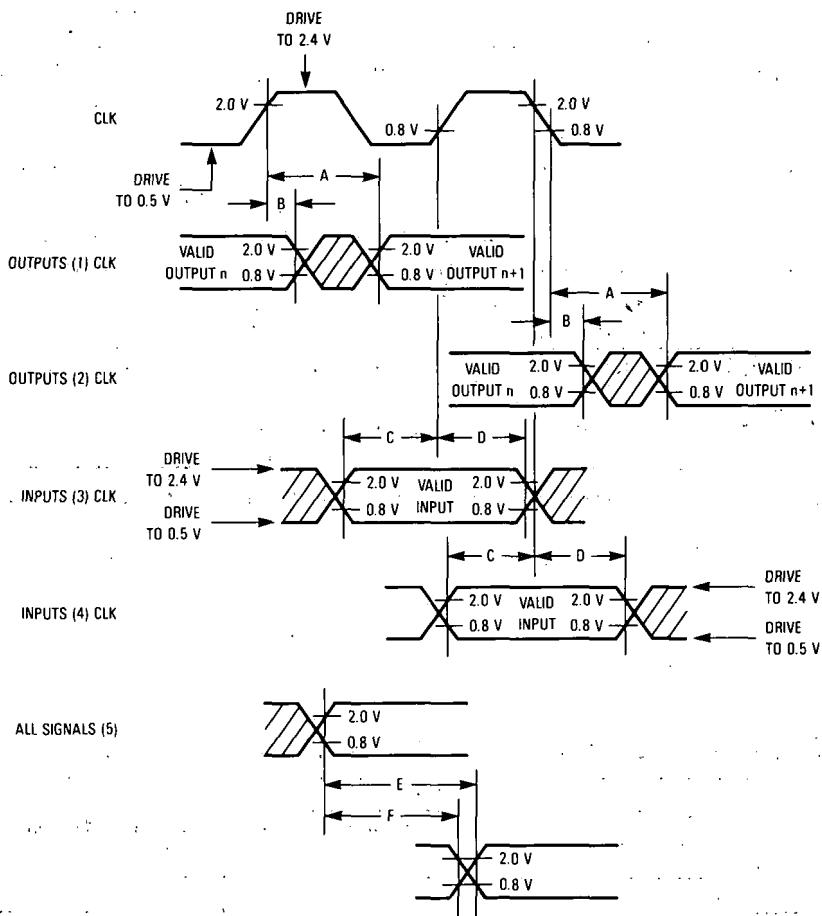 DRIVE
TO 2.4 V
CLK
2.0 V
0.8 V
2.0 V
0.8 V
DRIVE
TO 0.5 V
A
B
OUTPUTS (1) CLK
VALID
OUTPUT n
2.0 V
0.8 V
2.0 V
0.8 V
VALID
OUTPUT n+1
A
B
OUTPUTS (2) CLK
VALID
OUTPUT n
2.0 V
0.8 V
2.0 V
0.8 V
VALID
OUTPUT n+1
C
D
DRIVE
TO 2.4 V
INPUTS (3) CLK
DRIVE
TO 0.5 V
2.0 V
0.8 V
VALID
INPUT
2.0 V
0.8 V
C
D
INPUTS (4) CLK
2.0 V
0.8 V
VALID
INPUT
2.0 V
0.8 V
DRIVE
TO 2.4 V
DRIVE
TO 0.5 V
ALL SIGNALS (5)
2.0 V
0.8 V
E
F
2.0 V
0.8 V